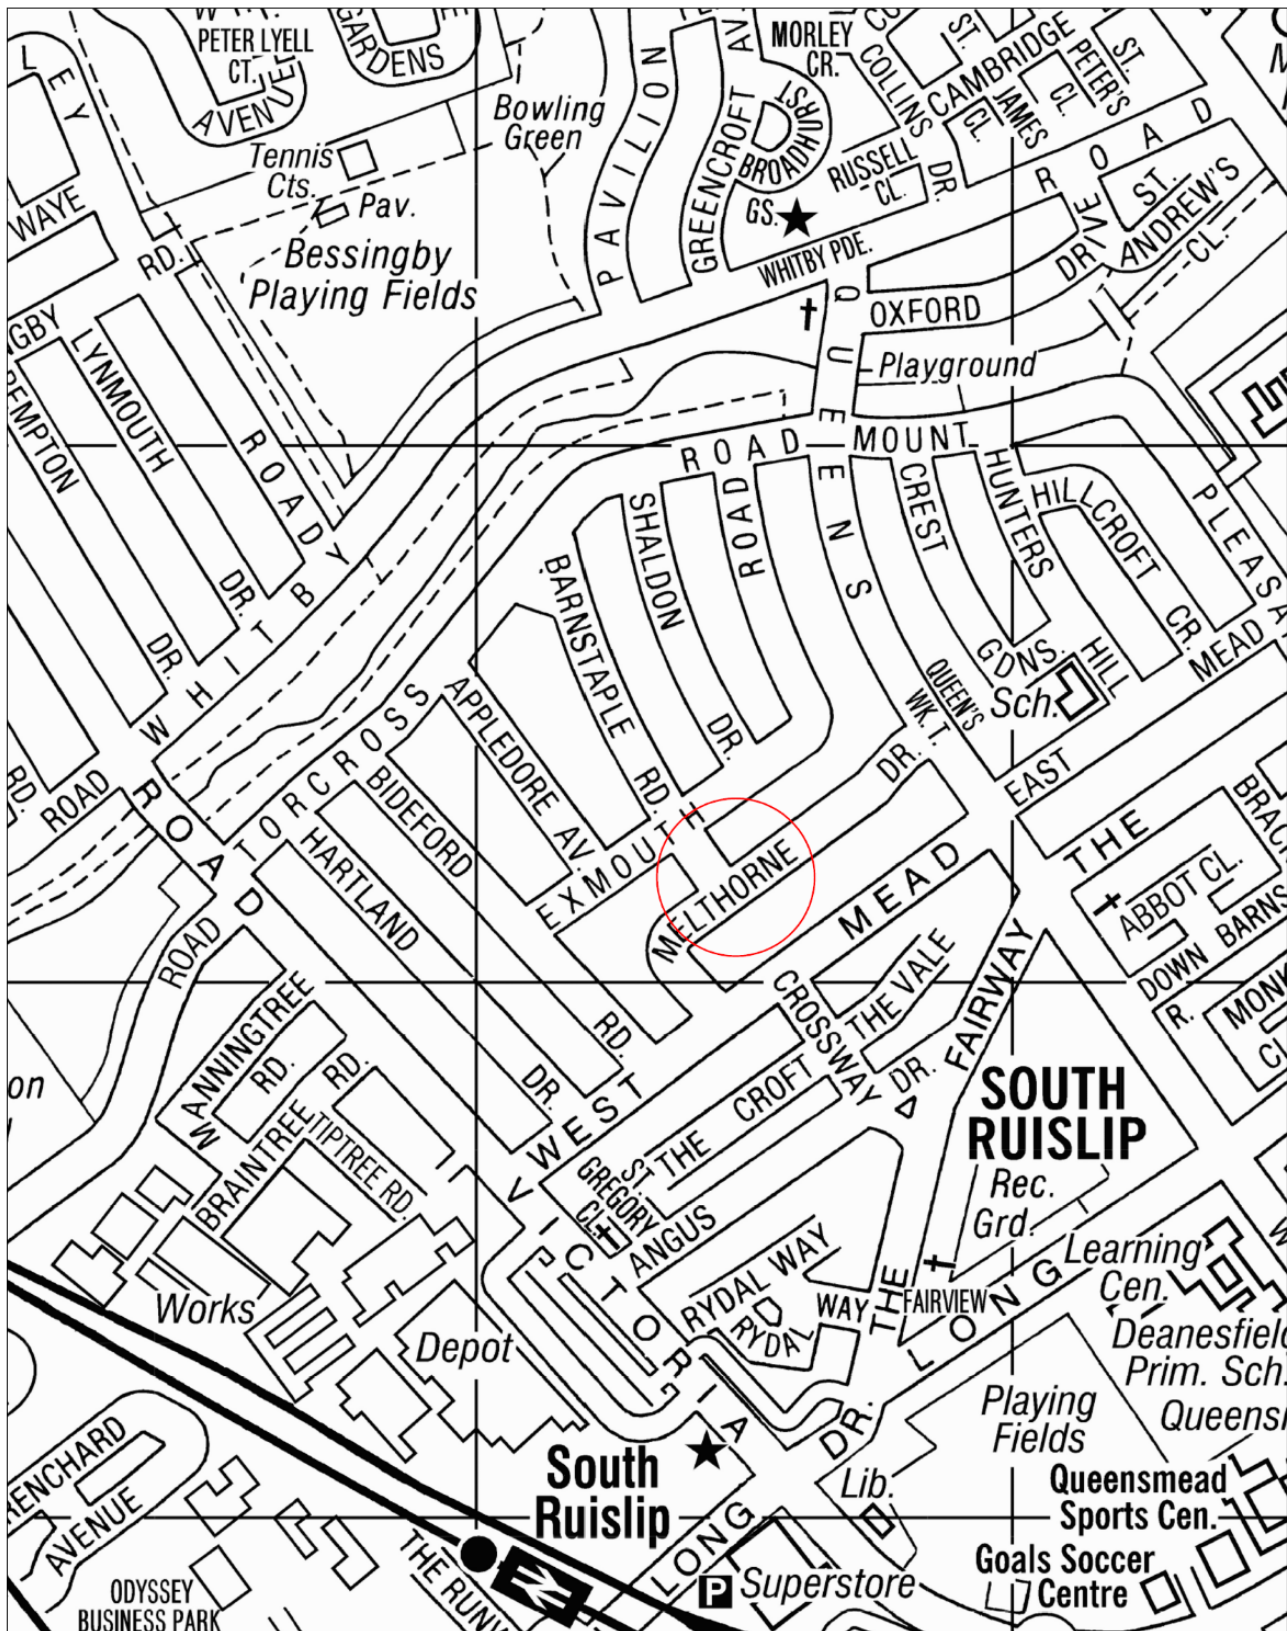 PETER LYELL
CT.
AVENUE
GARDENS
LEY
WAYE
RD.
Tennis
Cts.
Pav.
Bowling
Green
Bessingby
Playing Fields
PAVILION
GREENCROFT
AV
BROADHURST
MORLEY
CR.
COLLINS
DR.
ST.
CAMBRIDGE
CL.
JAMES
CL.
PETER'S
ST.
RUSSELL
CL.
GS.
WHITBY PDE.
ROAD
DRIVE
ST.
ANDREW'S
CL.
OXFORD
Playground
LYNMOUTH
DR.
DR.
ROAD
WHITBY
ROAD
QUEENS
ROAD
MOUNT
PLEASA
CREST
HUNTERS
HILL
HILLCROFT
CR.
GDNS.
Sch.
MEAD
EAST
SHALDON
DR.
ROAD
BARNSTAPLE
RD.
APPLEDORE AV.
EXMOUTH
TORCROSS
BIDEFORD
RD.
HARTLAND
DR.
MELTHORNE
DR.
QUEEN'S
WK.T.
RD.
ROAD
ROAD
MEAD
WEST
THE
ABBOT CL.
DOWN BARNS
R.
CROSSWAY
THE VALE
DR.
FAIRWAY
THE CROFT
MANNINGTREE
RD.
BRAINTREE
RD.
TIPTREE RD.
ST.
GREGORY
CL.
ANGUS
DR.
VICTORIA
ROAD
SOUTH
RUISLIP
Rec.
Grd.
RYDAL WAY
RYDAL
WAY
THE
FAIRVIEW
LONG
Learning
Cen.
Prim. Sch.
Works
Depot
Playing
Fields
Queensmead
Sports Cen.
Goals Soccer
Centre
Lib.
South
Ruislip
LONG
P
Superstore
AVENUE
ODYSSEY
BUSINESS PARK